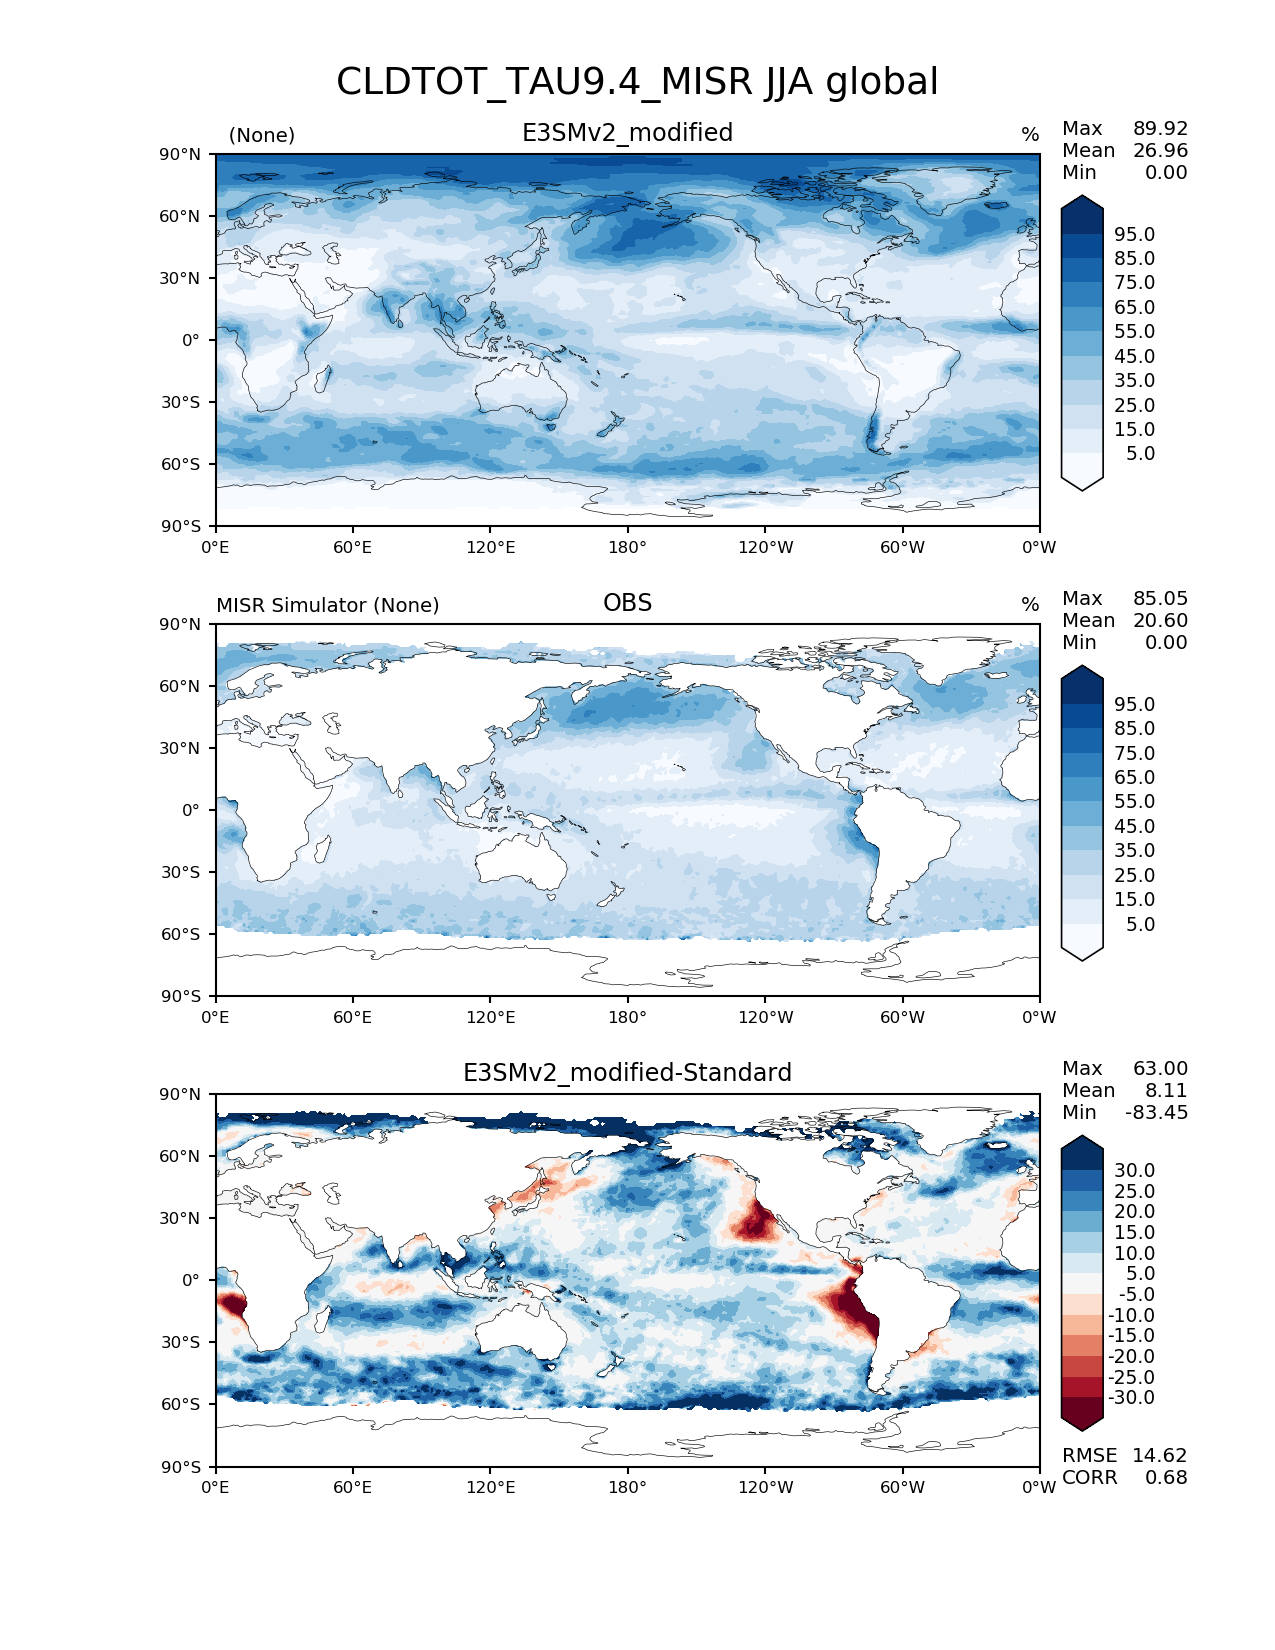 CLDTOT_TAU9.4_MISR JJA global
(None) E3SMv2_modified %
Max 89.92
Mean 26.96
Min 0.00
90°N
60°N
30°N
0°
30°S
60°S
90°S
0°E 60°E 120°E 180° 120°W 60°W 0°W
95.0
85.0
75.0
65.0
55.0
45.0
35.0
25.0
15.0
5.0
MISR Simulator (None) OBS %
Max 85.05
Mean 20.60
Min 0.00
90°N
60°N
30°N
0°
30°S
60°S
90°S
0°E 60°E 120°E 180° 120°W 60°W 0°W
95.0
85.0
75.0
65.0
55.0
45.0
35.0
25.0
15.0
5.0
E3SMv2_modified-Standard
Max 63.00
Mean 8.11
Min -83.45
90°N
60°N
30°N
0°
30°S
60°S
90°S
0°E 60°E 120°E 180° 120°W 60°W 0°W
30.0
25.0
20.0
15.0
10.0
5.0
-5.0
-10.0
-15.0
-20.0
-25.0
-30.0
RMSE 14.62
CORR 0.68